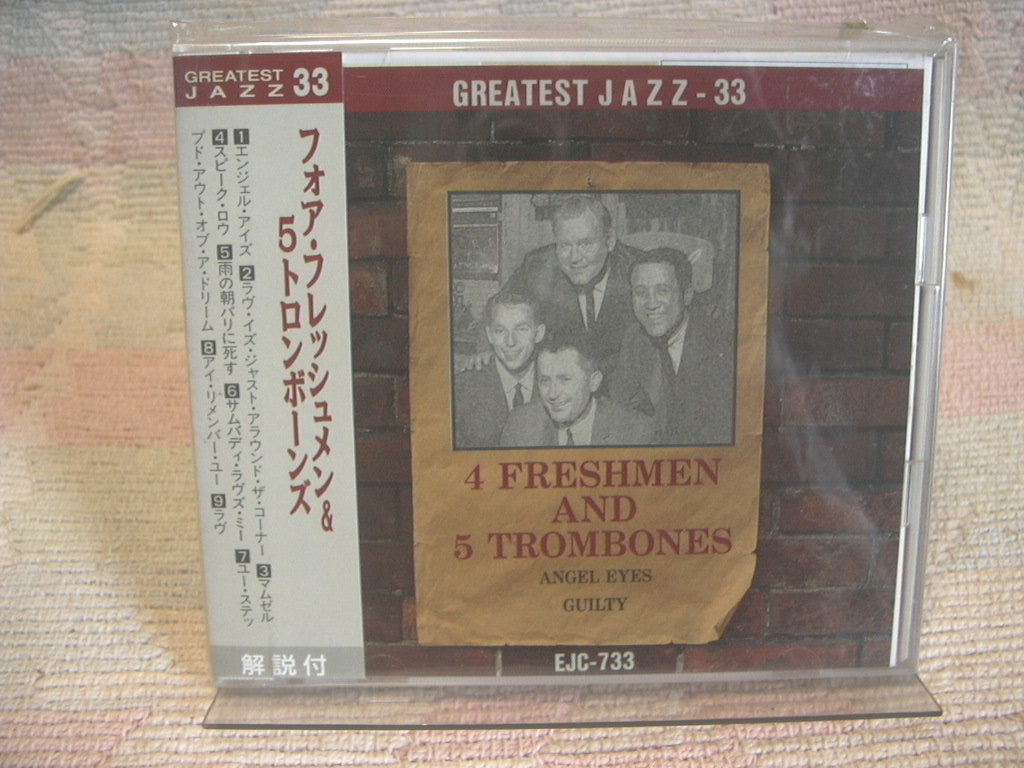 GREATEST
JAZZ 33
フォア・フレッシュメン&
5トロンボーンズ
1エンジェル・アイズ 2ラヴ・イズ・ジャスト・アラウンド・ザ・コーナー 3マムゼル
4スピーク・ロウ 5雨の朝パリに死す 6サムバディ・ラヴズ・ミー 7ユー・ステッ
プド・アウト・オブ・ア・ドリーム 8アイ・リメンバー・ユー 9ラヴ
解説付
GREATEST JAZZ-33
4 FRESHMEN
AND
5 TROMBONES
ANGEL EYES
GUILTY
EJC-733